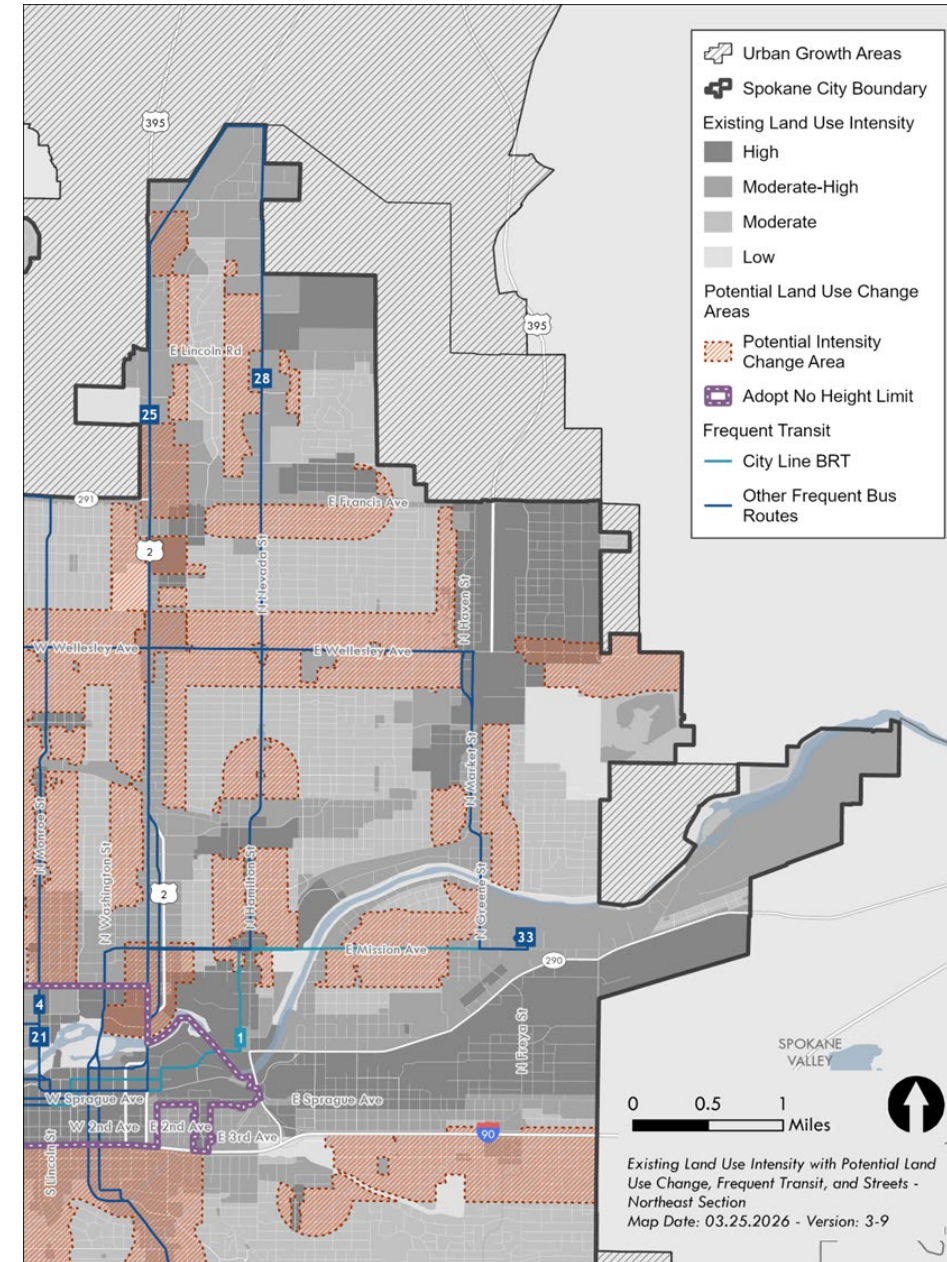 Urban Growth Areas
Spokane City Boundary
Existing Land Use Intensity
High
Moderate-High
Moderate
Low
Potential Land Use Change
Areas
Potential Intensity
Change Area
Adopt No Height Limit
Frequent Transit
City Line BRT
Other Frequent Bus
Routes
395
395
E Lincoln Rd
28
25
291
E Francis Ave
2
N Nevada St
N Haven St
W Wellesley Ave
E Wellesley Ave
N Market St
N Monroe St
N Washington St
2
N Hamilton St
N Greene St
E Mission Ave
33
290
4
21
1
N Freya St
SPOKANE
VALLEY
W Sprague Ave
E Sprague Ave
W 2nd Ave
E 2nd Ave
E 3rd Ave
90
S Lincoln St
0 0.5 1
Miles
Existing Land Use Intensity with Potential Land
Use Change, Frequent Transit, and Streets -
Northeast Section
Map Date: 03.25.2026 - Version: 3-9